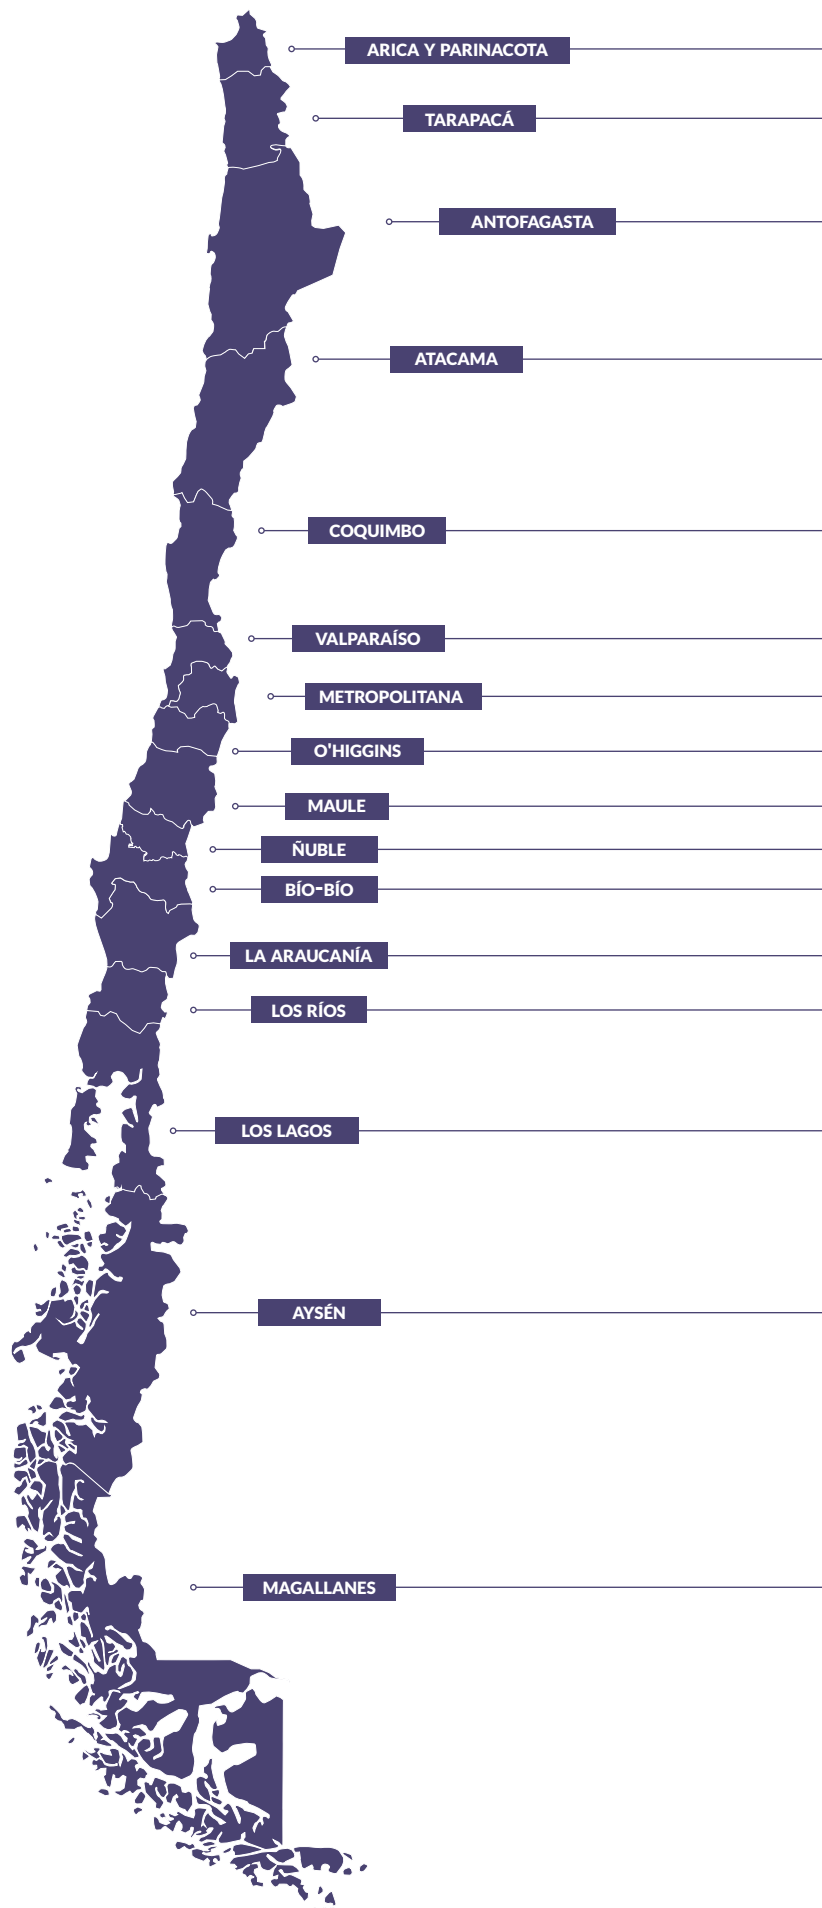 ARICA Y PARINACOTA
TARAPACÁ
ANTOFAGASTA
ATACAMA
COQUIMBO
VALPARAÍSO
METROPOLITANA
O'HIGGINS
MAULE
ÑUBLE
BÍO-BÍO
LA ARAUCANÍA
LOS RÍOS
LOS LAGOS
AYSÉN
MAGALLANES